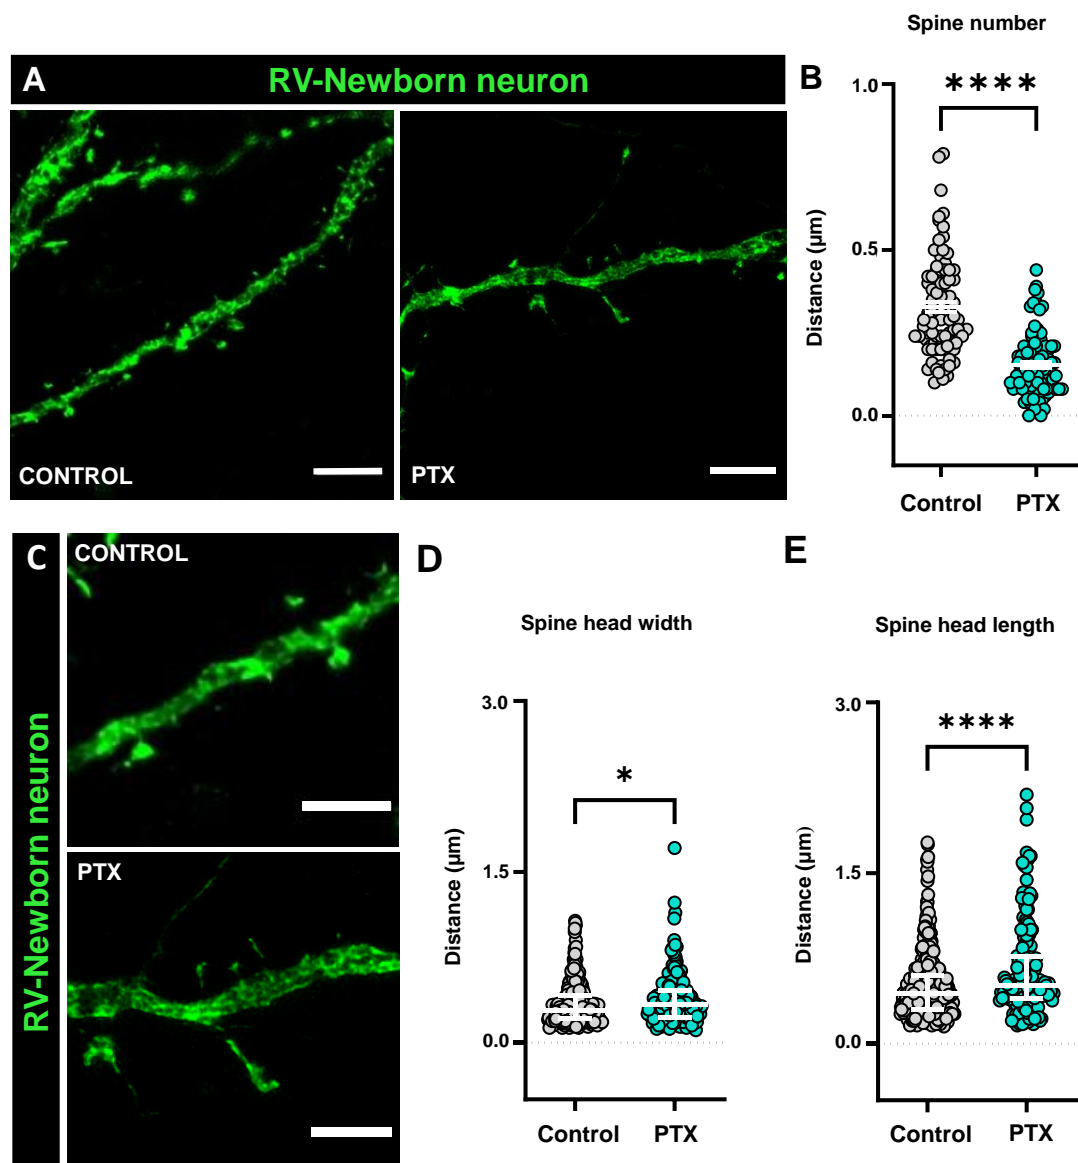 A
RV-Newborn neuron
CONTROL
PTX
B
Spine number
****
Distance (µm)
1.0
0.5
0.0
Control
PTX
C
RV-Newborn neuron
CONTROL
PTX
D
Spine head width
*
Distance (µm)
3.0
1.5
0.0
Control
PTX
E
Spine head length
****
Distance (µm)
3.0
1.5
0.0
Control
PTX